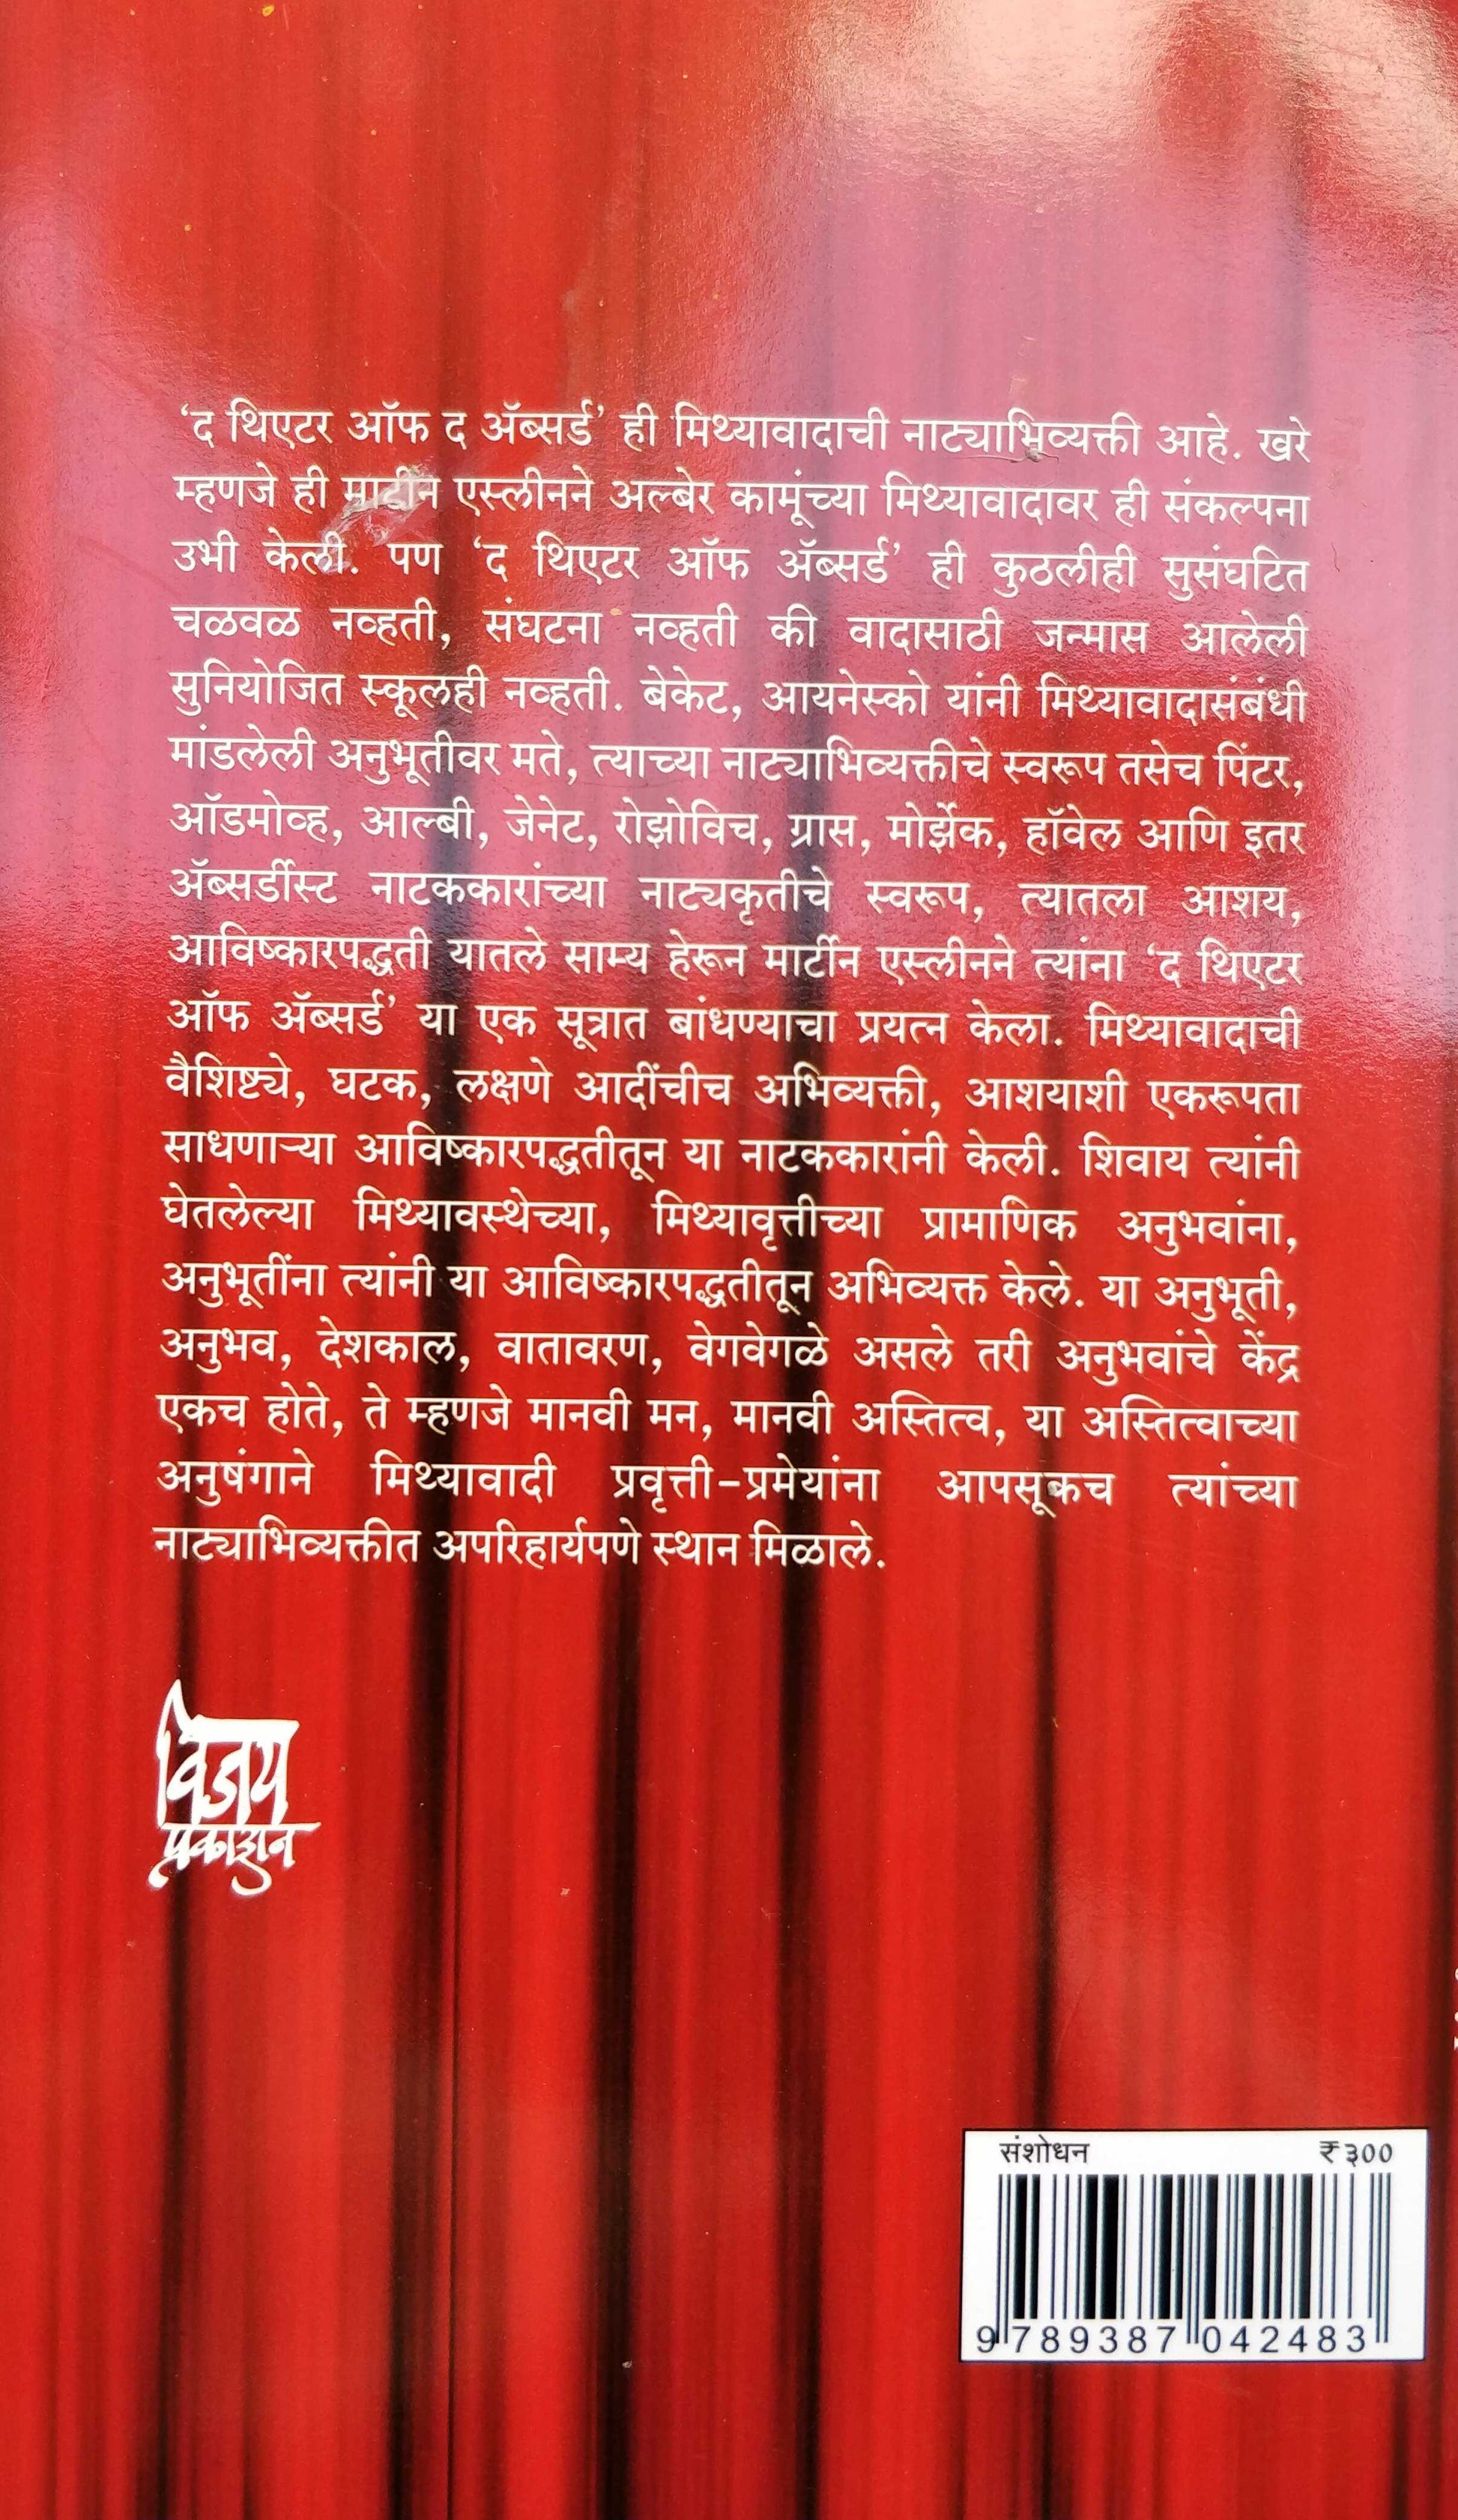 ‘द थिएटर ऑफ द ॲब्सर्ड’ ही मिथ्यावादाची नाट्याभिव्यक्ती आहे. खरे
म्हणजे ही मार्टीन एस्लीनने अल्बेर कामूंच्या मिथ्यावादावर ही संकल्पना
उभी केली. पण ‘द थिएटर ऑफ ॲब्सर्ड’ ही कुठलीही सुसंघटित
चळवळ नव्हती, संघटना नव्हती की वादासाठी जन्मास आलेली
सुनियोजित स्कूलही नव्हती. बेकेट, आयनेस्को यांनी मिथ्यावादासंबंधी
मांडलेली अनुभूतीवर मते, त्याच्या नाट्याभिव्यक्तीचे स्वरूप तसेच पिंटर,
ऑडमोव्ह, आल्बी, जेनेट, रोझोविच, ग्रास, मोर्झेक, हॉवेल आणि इतर
ॲब्सर्डीस्ट नाटककारांच्या नाट्यकृतीचे स्वरूप, त्यातला आशय,
आविष्कारपद्धती यातले साम्य हेरून मार्टीन एस्लीनने त्यांना ‘द थिएटर
ऑफ ॲब्सर्ड’ या एक सूत्रात बांधण्याचा प्रयत्न केला. मिथ्यावादाची
वैशिष्ट्ये, घटक, लक्षणे आदींचीच अभिव्यक्ती, आशयाशी एकरूपता
साधणाऱ्या आविष्कारपद्धतीतून या नाटककारांनी केली. शिवाय त्यांनी
घेतलेल्या मिथ्यावस्थेच्या, मिथ्यावृत्तीच्या प्रामाणिक अनुभवांना,
अनुभूतींना त्यांनी या आविष्कारपद्धतीतून अभिव्यक्त केले. या अनुभूती,
अनुभव, देशकाल, वातावरण, वेगवेगळे असले तरी अनुभवांचे केंद्र
एकच होते, ते म्हणजे मानवी मन, मानवी अस्तित्व, या अस्तित्वाच्या
अनुषंगाने मिथ्यावादी प्रवृत्ती-प्रमेयांना आपसूकच त्यांच्या
नाट्याभिव्यक्तीत अपरिहार्यपणे स्थान मिळाले.
विजय
प्रकाशन
संशोधन ₹३००
9789387042483